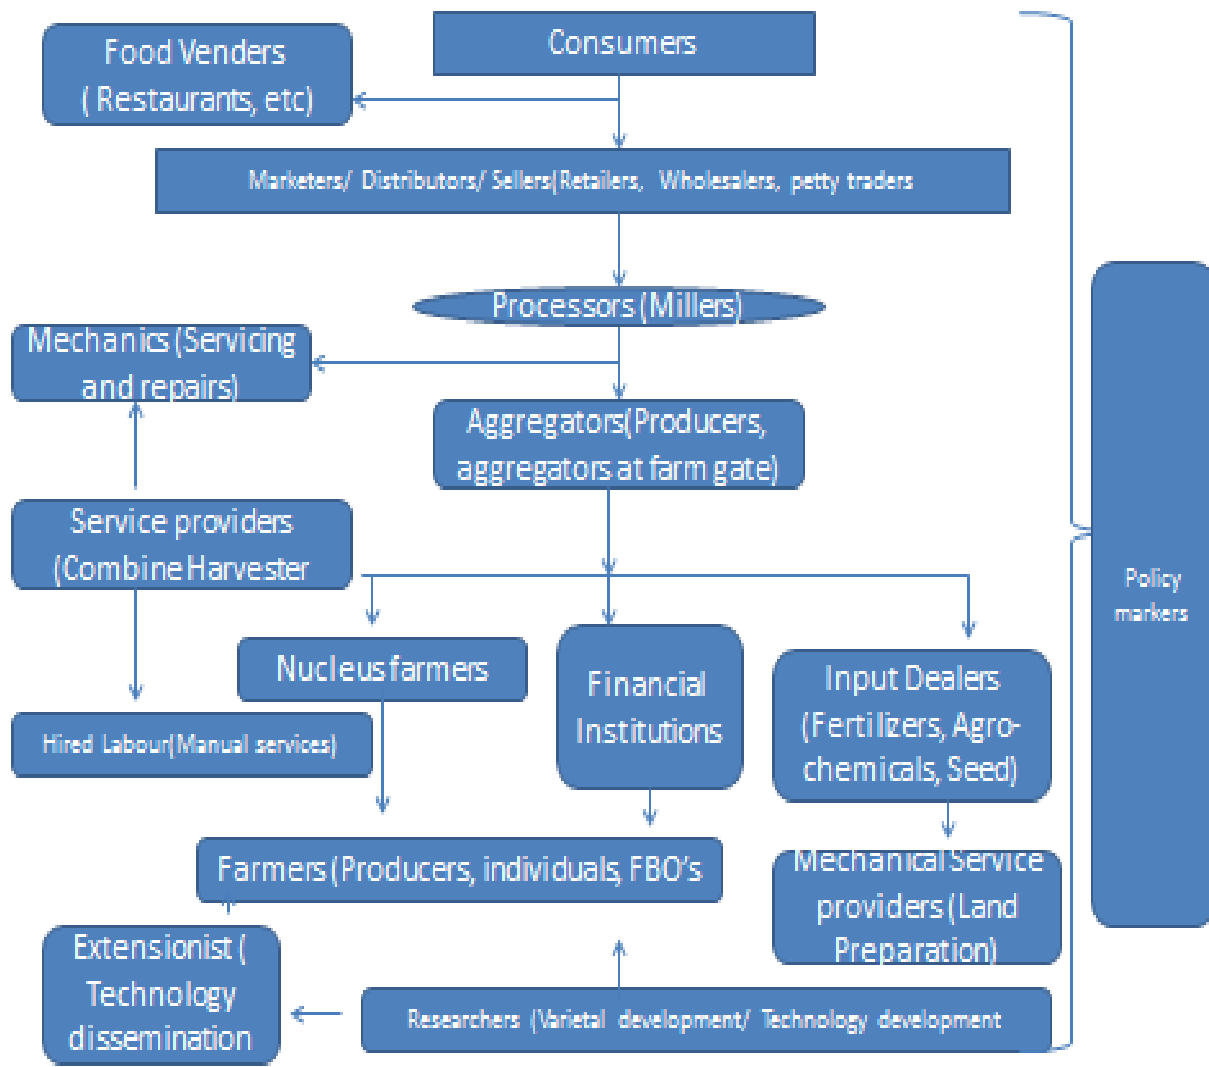 Consumers
Food Venders
( Restaurants, etc)
Marketers/ Distributors/ Sellers(Retailers, Wholesalers, petty traders
Processors (Millers)
Mechanics (Servicing
and repairs)
Aggregators(Producers,
aggregators at farm gate)
Service providers
(Combine Harvester
Policy
markers
Nucleus farmers
Financial
Institutions
Input Dealers
(Fertilizers, Agro-
chemicals, Seed)
Hired Labour(Manual services)
Farmers (Producers, individuals, FBO's
Mechanical Service
providers (Land
Preparation)
Extensionist (
Technology
dissemination
Researchers (Varietal development/ Technology development